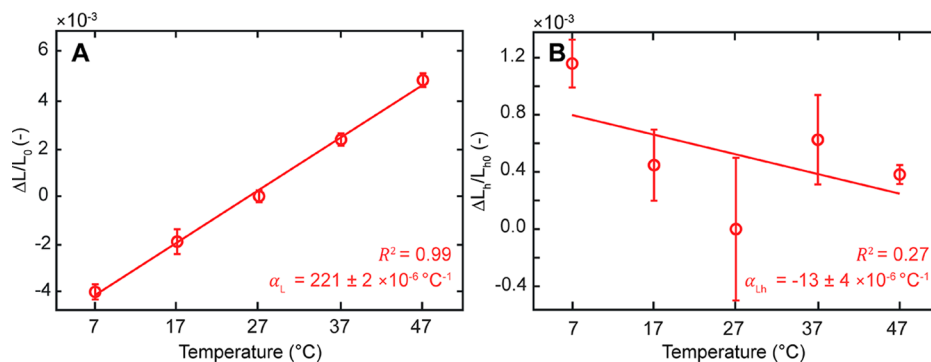 ×10⁻³
A
6
4
2
0
-2
-4
ΔL/L₀ (-)
R² = 0.99
α_L = 221 ± 2 ×10⁻⁶ °C⁻¹
7 17 27 37 47
Temperature (°C)
×10⁻³
B
1.2
0.8
0.4
0.0
-0.4
ΔL_h/L_h0 (-)
R² = 0.27
α_Lh = -13 ± 4 ×10⁻⁶ °C⁻¹
7 17 27 37 47
Temperature (°C)